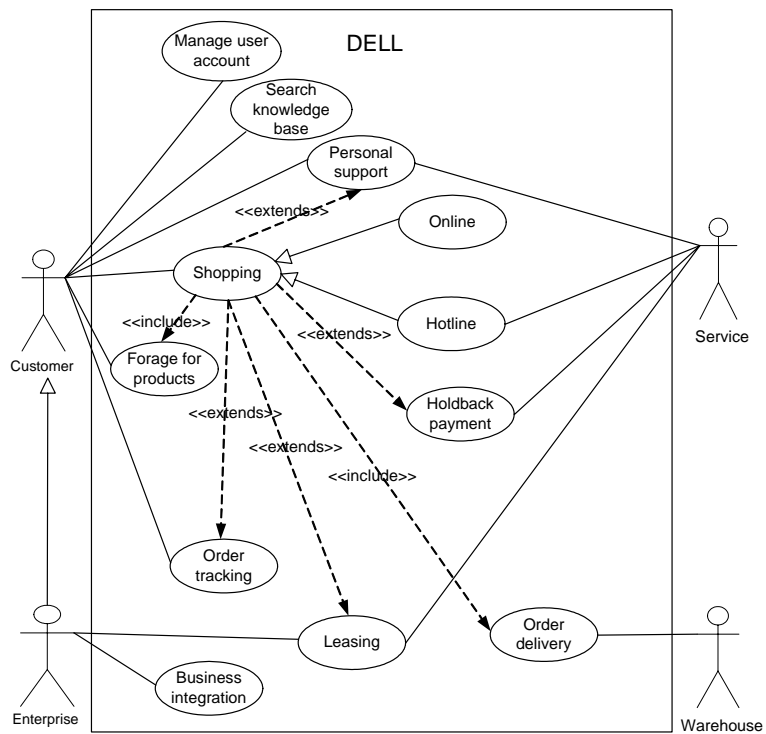 DELL
Manage user
account
Search
knowledge
base
Personal
support
<<extends>>
Online
Shopping
<<include>>
Hotline
<<extends>>
Service
Customer
Forage for
products
Holdback
payment
<<extends>>
<<extends>>
<<include>>
Order
tracking
Leasing
Order
delivery
Business
integration
Enterprise
Warehouse